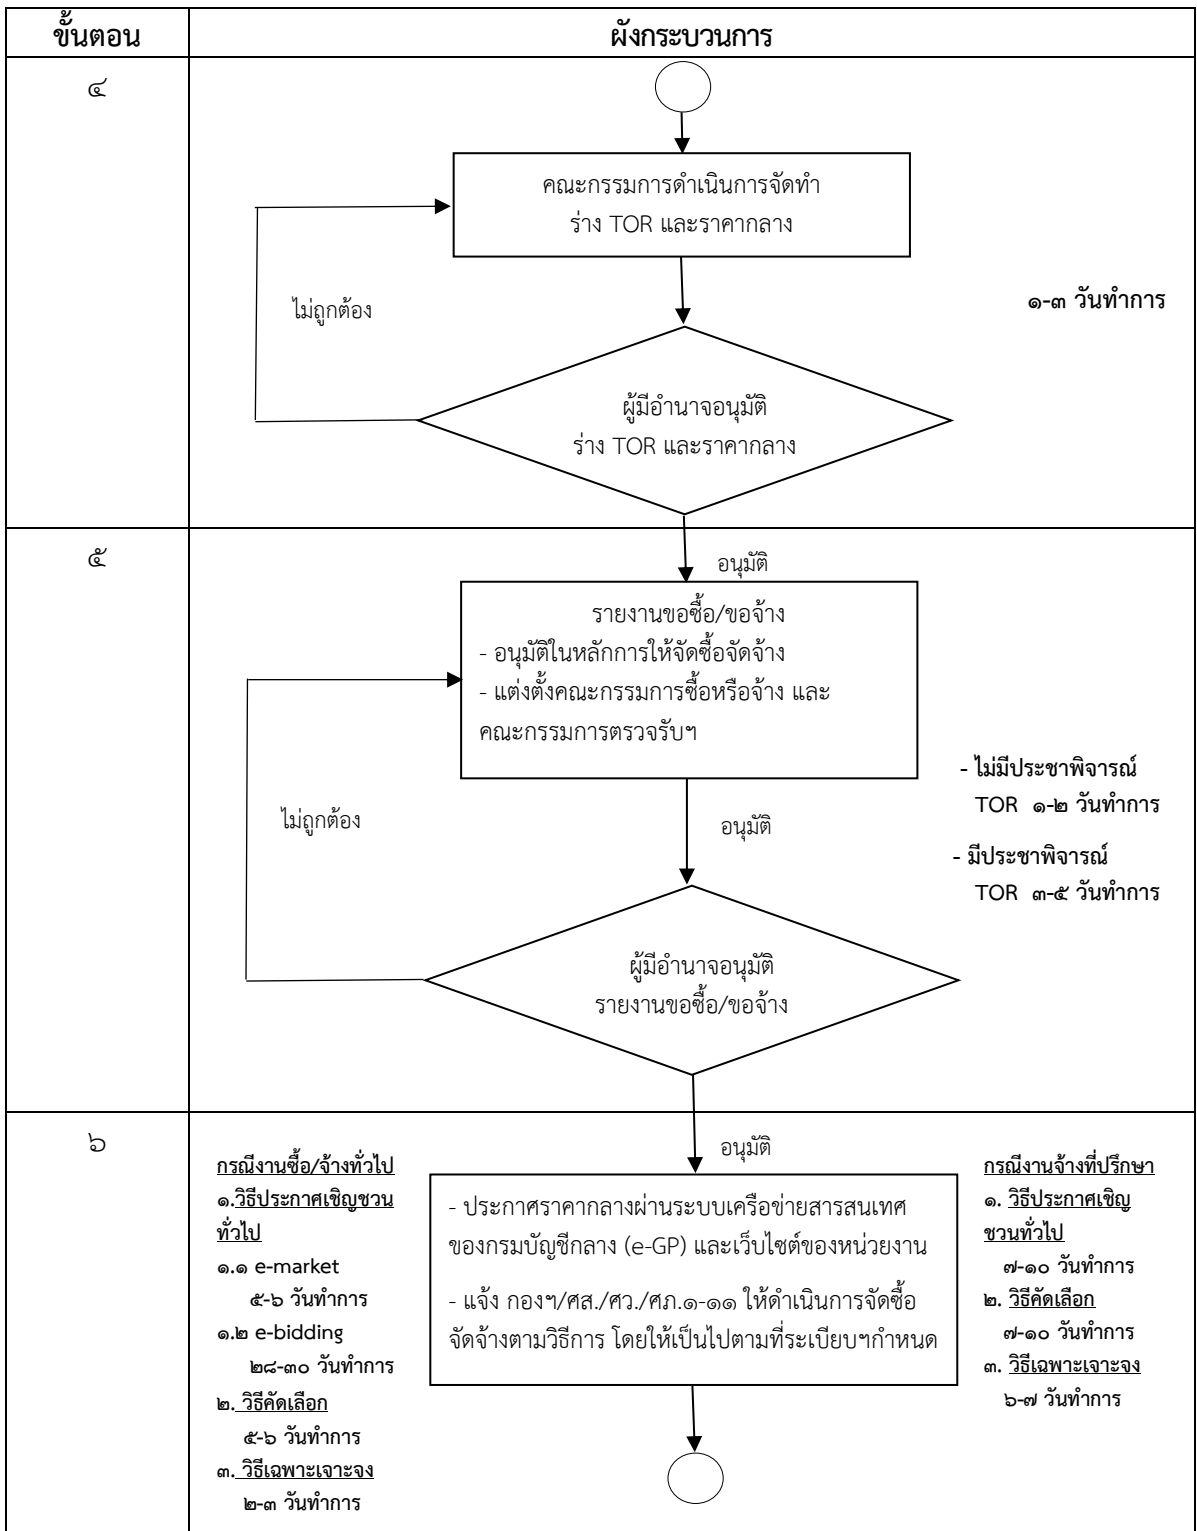 ขั้นตอน
ผังกระบวนการ
๔
คณะกรรมการดำเนินการจัดทำ
ร่าง TOR และราคากลาง
ไม่ถูกต้อง
๑-๓ วันทำการ
ผู้มีอำนาจอนุมัติ
ร่าง TOR และราคากลาง
๕
อนุมัติ
รายงานขอซื้อ/ขอจ้าง
- อนุมัติในหลักการให้จัดซื้อจัดจ้าง
- แต่งตั้งคณะกรรมการซื้อหรือจ้าง และ
คณะกรรมการตรวจรับฯ
ไม่ถูกต้อง
อนุมัติ
- ไม่มีประชาพิจารณ์
TOR ๑-๒ วันทำการ
- มีประชาพิจารณ์
TOR ๓-๕ วันทำการ
ผู้มีอำนาจอนุมัติ
รายงานขอซื้อ/ขอจ้าง
๖
อนุมัติ
กรณีงานซื้อ/จ้างทั่วไป
๑.วิธีประกาศเชิญชวน
ทั่วไป
๑.๑ e-market
๕-๖ วันทำการ
๑.๒ e-bidding
๒๘-๓๐ วันทำการ
๒. วิธีคัดเลือก
๕-๖ วันทำการ
๓. วิธีเฉพาะเจาะจง
๒-๓ วันทำการ
- ประกาศราคากลางผ่านระบบเครือข่ายสารสนเทศ
ของกรมบัญชีกลาง (e-GP) และเว็บไซต์ของหน่วยงาน
- แจ้ง กองฯ/ศส./ศว./ศภ.๑-๑๑ ให้ดำเนินการจัดซื้อ
จัดจ้างตามวิธีการ โดยให้เป็นไปตามที่ระเบียบฯกำหนด
กรณีงานจ้างที่ปรึกษา
๑. วิธีประกาศเชิญ
ชวนทั่วไป
๗-๑๐ วันทำการ
๒. วิธีคัดเลือก
๗-๑๐ วันทำการ
๓. วิธีเฉพาะเจาะจง
๖-๗ วันทำการ